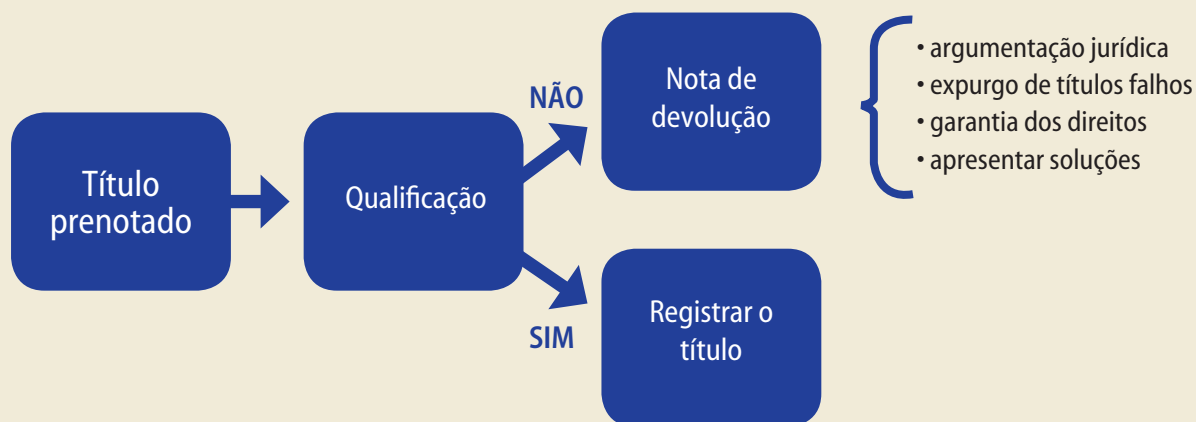 Título
prenotado
Qualificação
NÃO
Nota de
devolução
• argumentação jurídica
• expurgo de títulos falhos
• garantia dos direitos
• apresentar soluções
SIM
Registrar o
título